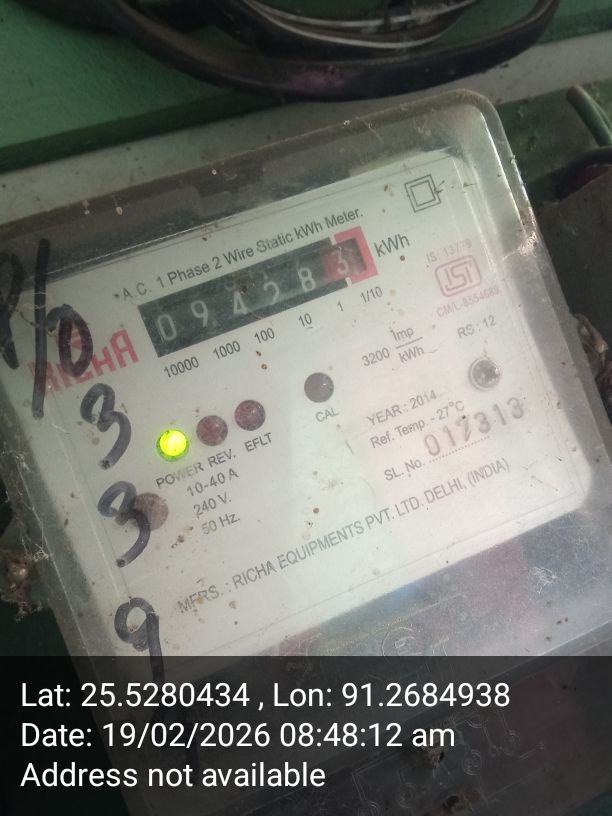 A.C. 1 Phase 2 Wire Static kWh Meter.
094283 kWh
10000 1000 100 10 1 1/10
IS: 13779
ISI
CM/L-8554689
RICHA
3200 Imp/kWh
RS: 12
CAL
POWER REV. EFLT
10-40 A
240 V.
50 Hz.
YEAR : 2014
Ref. Temp. - 27°C
SL. No. 017313
MFRS. : RICHA EQUIPMENTS PVT. LTD. DELHI, (INDIA)
P/0
3
3
9
Lat: 25.5280434 , Lon: 91.2684938
Date: 19/02/2026 08:48:12 am
Address not available